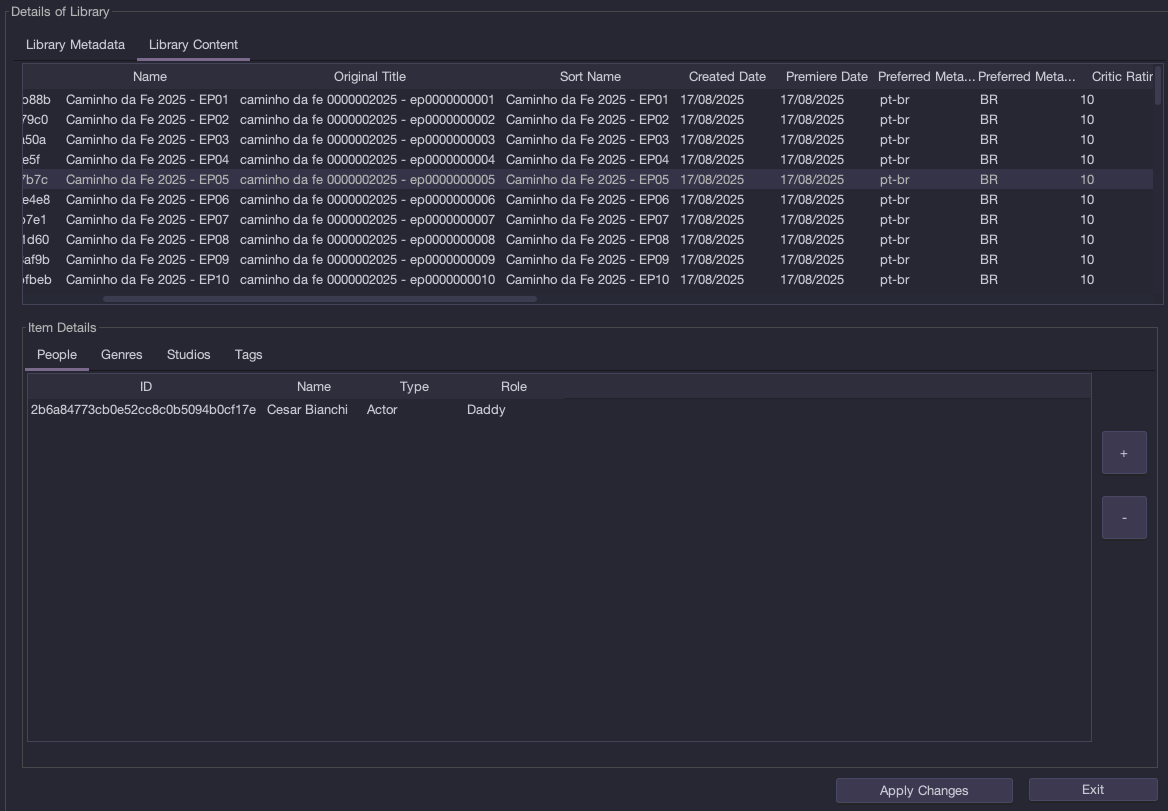 Details of Library
Library Metadata Library Content
Name Original Title Sort Name Created Date Premiere Date Preferred Meta... Preferred Meta... Critic Ratin
b88b Caminho da Fe 2025 - EP01 caminho da fe 0000002025 - ep0000000001 Caminho da Fe 2025 - EP01 17/08/2025 17/08/2025 pt-br BR 10
79c0 Caminho da Fe 2025 - EP02 caminho da fe 0000002025 - ep0000000002 Caminho da Fe 2025 - EP02 17/08/2025 17/08/2025 pt-br BR 10
a50a Caminho da Fe 2025 - EP03 caminho da fe 0000002025 - ep0000000003 Caminho da Fe 2025 - EP03 17/08/2025 17/08/2025 pt-br BR 10
e5f Caminho da Fe 2025 - EP04 caminho da fe 0000002025 - ep0000000004 Caminho da Fe 2025 - EP04 17/08/2025 17/08/2025 pt-br BR 10
7b7c Caminho da Fe 2025 - EP05 caminho da fe 0000002025 - ep0000000005 Caminho da Fe 2025 - EP05 17/08/2025 17/08/2025 pt-br BR 10
e4e8 Caminho da Fe 2025 - EP06 caminho da fe 0000002025 - ep0000000006 Caminho da Fe 2025 - EP06 17/08/2025 17/08/2025 pt-br BR 10
b7e1 Caminho da Fe 2025 - EP07 caminho da fe 0000002025 - ep0000000007 Caminho da Fe 2025 - EP07 17/08/2025 17/08/2025 pt-br BR 10
1d60 Caminho da Fe 2025 - EP08 caminho da fe 0000002025 - ep0000000008 Caminho da Fe 2025 - EP08 17/08/2025 17/08/2025 pt-br BR 10
af9b Caminho da Fe 2025 - EP09 caminho da fe 0000002025 - ep0000000009 Caminho da Fe 2025 - EP09 17/08/2025 17/08/2025 pt-br BR 10
fbeb Caminho da Fe 2025 - EP10 caminho da fe 0000002025 - ep0000000010 Caminho da Fe 2025 - EP10 17/08/2025 17/08/2025 pt-br BR 10
Item Details
People Genres Studios Tags
ID Name Type Role
2b6a84773cb0e52cc8c0b5094b0cf17e Cesar Bianchi Actor Daddy
+
-
Apply Changes Exit